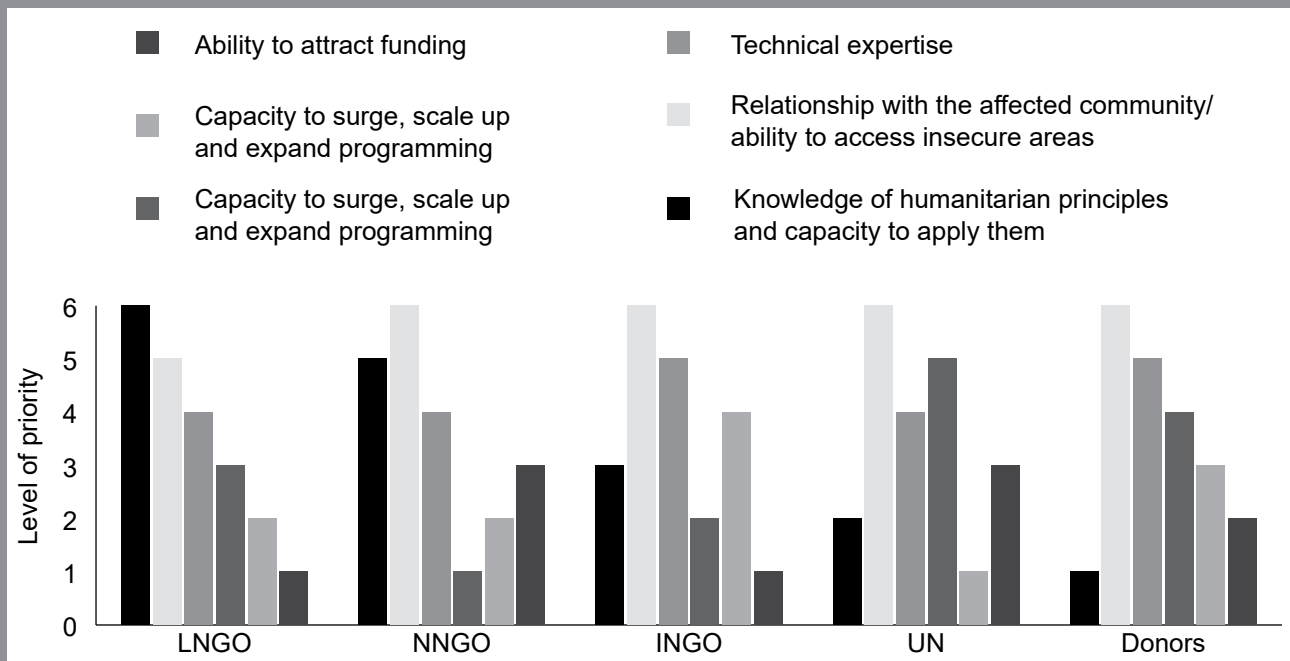 Ability to attract funding
Technical expertise
Capacity to surge, scale up
and expand programming
Relationship with the affected community/
ability to access insecure areas
Capacity to surge, scale up
and expand programming
Knowledge of humanitarian principles
and capacity to apply them
Level of priority
6
5
4
3
2
1
0
LNGO
NNGO
INGO
UN
Donors